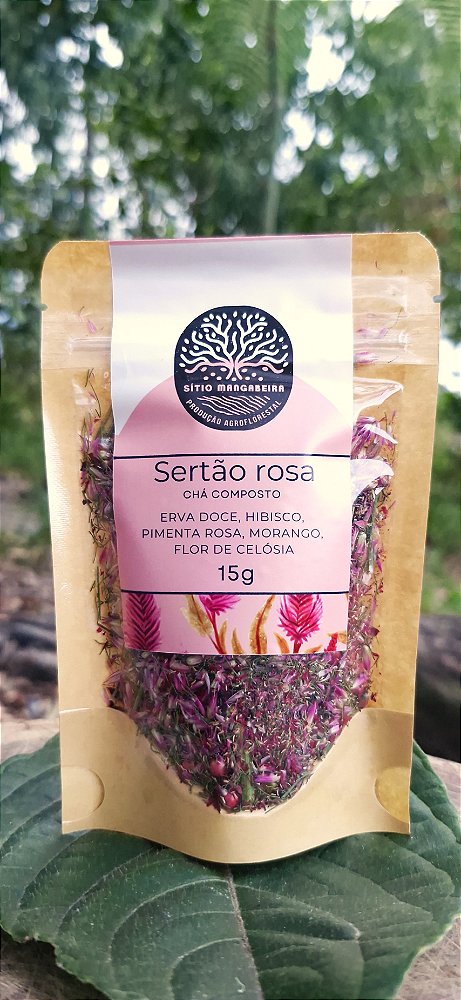 SÍTIO MANGABEIRA
PRODUÇÃO AGROFLORESTAL
Sertão rosa
CHÁ COMPOSTO
ERVA DOCE, HIBISCO,
PIMENTA ROSA, MORANGO,
FLOR DE CELÓSIA
15g